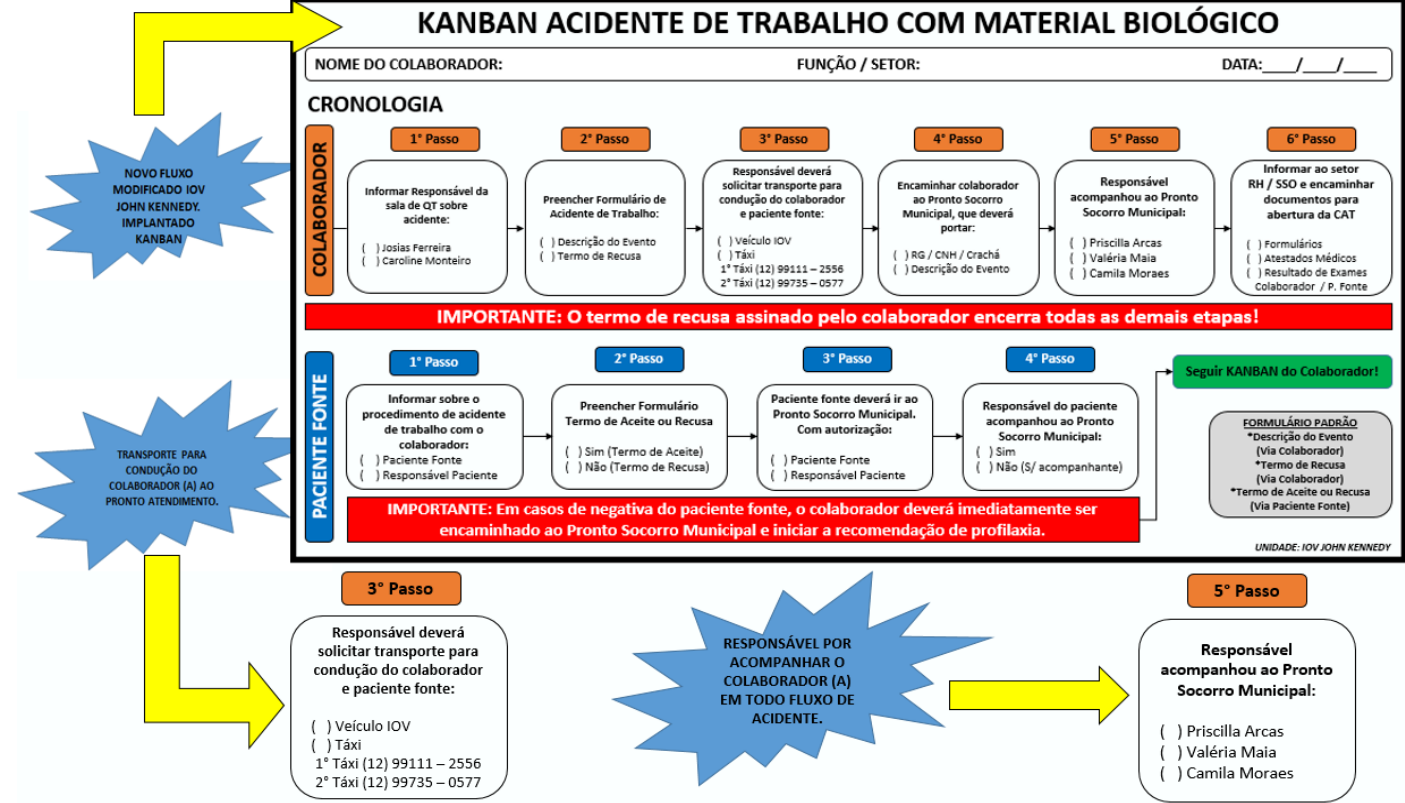 KANBAN ACIDENTE DE TRABALHO COM MATERIAL BIOLÓGICO
NOME DO COLABORADOR:
FUNÇÃO / SETOR:
DATA:____/____/____
CRONOLOGIA
NOVO FLUXO
MODIFICADO IOV
JOHN KENNEDY.
IMPLANTADO
KANBAN
COLABORADOR
1° Passo
Informar Responsável da
sala de QT sobre
acidente:
( ) Josias Ferreira
( ) Caroline Monteiro
2° Passo
Preencher Formulário de
Acidente de Trabalho:
( ) Descrição do Evento
( ) Termo de Recusa
3° Passo
Responsável deverá
solicitar transporte para
condução do colaborador
e paciente fonte:
( ) Veículo IOV
( ) Táxi
1° Táxi (12) 99111 – 2556
2° Táxi (12) 99735 – 0577
4° Passo
Encaminhar colaborador
ao Pronto Socorro
Municipal, que deverá
portar:
( ) RG / CNH / Crachá
( ) Descrição do Evento
5° Passo
Responsável
acompanhou ao Pronto
Socorro Municipal:
( ) Priscilla Arcas
( ) Valéria Maia
( ) Camila Moraes
6° Passo
Informar ao setor
RH / SSO e encaminhar
documentos para
abertura da CAT
( ) Formulários
( ) Atestados Médicos
( ) Resultado de Exames
Colaborador / P. Fonte
IMPORTANTE: O termo de recusa assinado pelo colaborador encerra todas as demais etapas!
PACIENTE FONTE
1° Passo
Informar sobre o
procedimento de acidente
de trabalho com o
colaborador:
( ) Paciente Fonte
( ) Responsável Paciente
2° Passo
Preencher Formulário
Termo de Aceite ou Recusa
( ) Sim (Termo de Aceite)
( ) Não (Termo de Recusa)
3° Passo
Paciente fonte deverá ir ao
Pronto Socorro Municipal.
Com autorização:
( ) Paciente Fonte
( ) Responsável Paciente
4° Passo
Responsável do paciente
acompanhou ao Pronto
Socorro Municipal:
( ) Sim
( ) Não (S/ acompanhante)
Seguir KANBAN do Colaborador!
FORMULÁRIO PADRÃO
*Descrição do Evento
(Via Colaborador)
*Termo de Recusa
(Via Colaborador)
*Termo de Aceite ou Recusa
(Via Paciente Fonte)
IMPORTANTE: Em casos de negativa do paciente fonte, o colaborador deverá imediatamente ser
encaminhado ao Pronto Socorro Municipal e iniciar a recomendação de profilaxia.
UNIDADE: IOV JOHN KENNEDY
TRANSPORTE PARA
CONDUÇÃO DO
COLABORADOR (A) AO
PRONTO ATENDIMENTO.
3° Passo
Responsável deverá
solicitar transporte para
condução do colaborador
e paciente fonte:
( ) Veículo IOV
( ) Táxi
1° Táxi (12) 99111 – 2556
2° Táxi (12) 99735 – 0577
RESPONSÁVEL POR
ACOMPANHAR O
COLABORADOR (A)
EM TODO FLUXO DE
ACIDENTE.
5° Passo
Responsável
acompanhou ao Pronto
Socorro Municipal:
( ) Priscilla Arcas
( ) Valéria Maia
( ) Camila Moraes